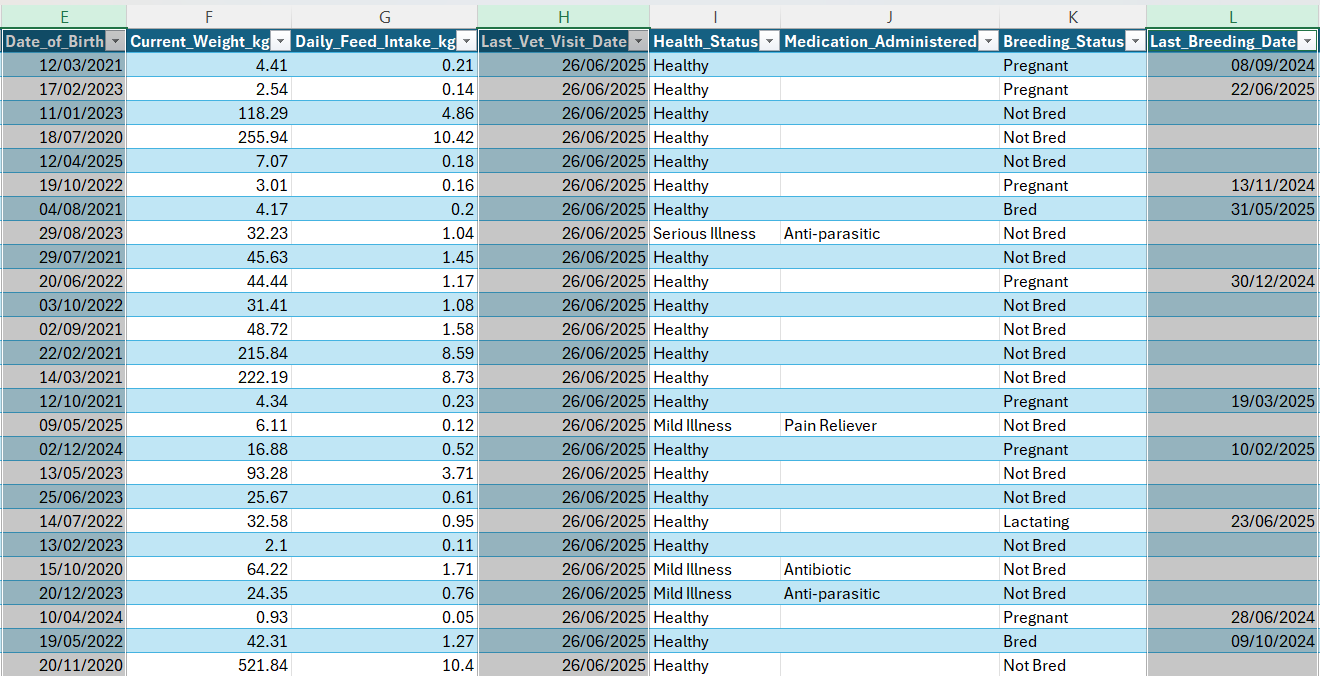 E F G H I J K L
Date_of_Birth Current_Weight_kg Daily_Feed_Intake_kg Last_Vet_Visit_Date Health_Status Medication_Administered Breeding_Status Last_Breeding_Date
12/03/2021 4.41 0.21 26/06/2025 Healthy Pregnant 08/09/2024
17/02/2023 2.54 0.14 26/06/2025 Healthy Pregnant 22/06/2025
11/01/2023 118.29 4.86 26/06/2025 Healthy Not Bred
18/07/2020 255.94 10.42 26/06/2025 Healthy Not Bred
12/04/2025 7.07 0.18 26/06/2025 Healthy Not Bred
19/10/2022 3.01 0.16 26/06/2025 Healthy Pregnant 13/11/2024
04/08/2021 4.17 0.2 26/06/2025 Healthy Bred 31/05/2025
29/08/2023 32.23 1.04 26/06/2025 Serious Illness Anti-parasitic Not Bred
29/07/2021 45.63 1.45 26/06/2025 Healthy Not Bred
20/06/2022 44.44 1.17 26/06/2025 Healthy Pregnant 30/12/2024
03/10/2022 31.41 1.08 26/06/2025 Healthy Not Bred
02/09/2021 48.72 1.58 26/06/2025 Healthy Not Bred
22/02/2021 215.84 8.59 26/06/2025 Healthy Not Bred
14/03/2021 222.19 8.73 26/06/2025 Healthy Not Bred
12/10/2021 4.34 0.23 26/06/2025 Healthy Pregnant 19/03/2025
09/05/2025 6.11 0.12 26/06/2025 Mild Illness Pain Reliever Not Bred
02/12/2024 16.88 0.52 26/06/2025 Healthy Pregnant 10/02/2025
13/05/2023 93.28 3.71 26/06/2025 Healthy Not Bred
25/06/2023 25.67 0.61 26/06/2025 Healthy Not Bred
14/07/2022 32.58 0.95 26/06/2025 Healthy Lactating 23/06/2025
13/02/2023 2.1 0.11 26/06/2025 Healthy Not Bred
15/10/2020 64.22 1.71 26/06/2025 Mild Illness Antibiotic Not Bred
20/12/2023 24.35 0.76 26/06/2025 Mild Illness Anti-parasitic Not Bred
10/04/2024 0.93 0.05 26/06/2025 Healthy Pregnant 28/06/2024
19/05/2022 42.31 1.27 26/06/2025 Healthy Bred 09/10/2024
20/11/2020 521.84 10.4 26/06/2025 Healthy Not Bred